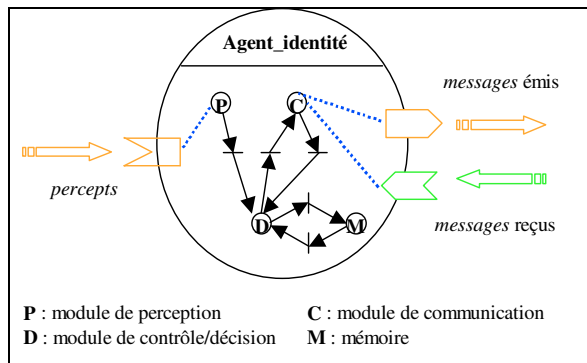 Agent_identité
P
C
messages émis
percepts
D
M
messages reçus
P : module de perception
C : module de communication
D : module de contrôle/décision
M : mémoire